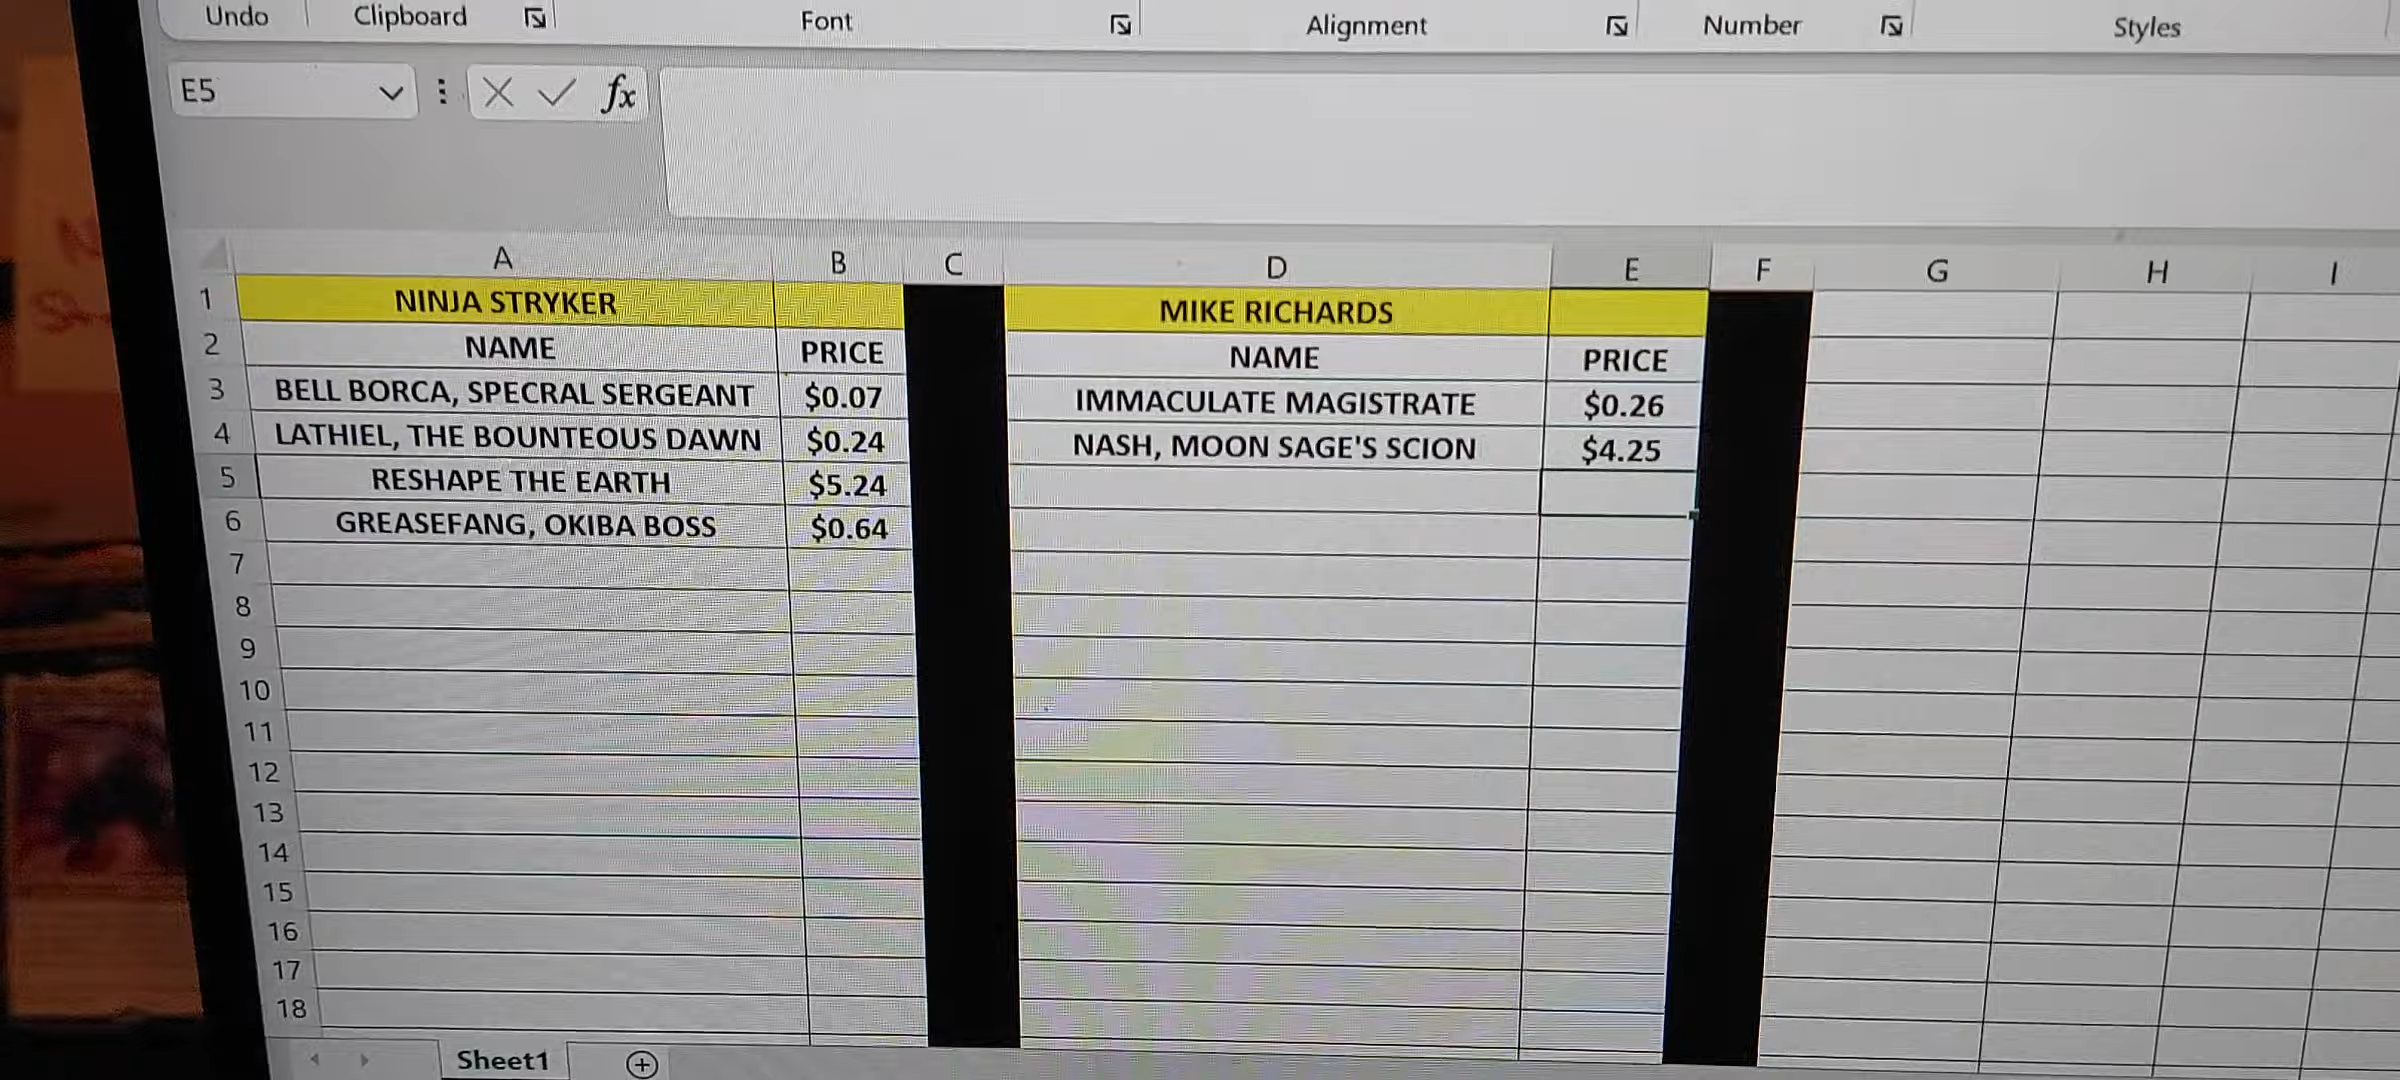 Undo Clipboard Font Alignment Number Styles
E5 fx
A B C D E F G H I
1 NINJA STRYKER MIKE RICHARDS
2 NAME PRICE NAME PRICE
3 BELL BORCA, SPECRAL SERGEANT $0.07 IMMACULATE MAGISTRATE $0.26
4 LATHIEL, THE BOUNTEOUS DAWN $0.24 NASH, MOON SAGE'S SCION $4.25
5 RESHAPE THE EARTH $5.24
6 GREASEFANG, OKIBA BOSS $0.64
7
8
9
10
11
12
13
14
15
16
17
18
Sheet1